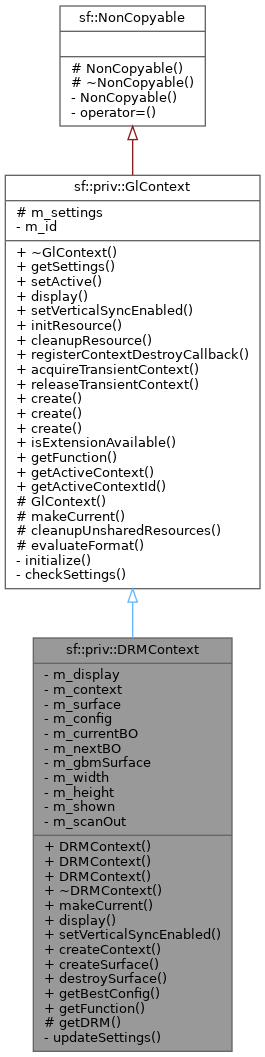 sf::NonCopyable
# NonCopyable()
# ~NonCopyable()
- NonCopyable()
- operator=()
sf::priv::GlContext
# m_settings
- m_id
+ ~GlContext()
+ getSettings()
+ setActive()
+ display()
+ setVerticalSyncEnabled()
+ initResource()
+ cleanupResource()
+ registerContextDestroyCallback()
+ acquireTransientContext()
+ releaseTransientContext()
+ create()
+ create()
+ create()
+ isExtensionAvailable()
+ getFunction()
+ getActiveContext()
+ getActiveContextId()
# GlContext()
# makeCurrent()
# cleanupUnsharedResources()
# evaluateFormat()
- initialize()
- checkSettings()
sf::priv::DRMContext
- m_display
- m_context
- m_surface
- m_config
- m_currentBO
- m_nextBO
- m_gbmSurface
- m_width
- m_height
- m_shown
- m_scanOut
+ DRMContext()
+ DRMContext()
+ DRMContext()
+ ~DRMContext()
+ makeCurrent()
+ display()
+ setVerticalSyncEnabled()
+ createContext()
+ createSurface()
+ destroySurface()
+ getBestConfig()
+ getFunction()
# getDRM()
- updateSettings()